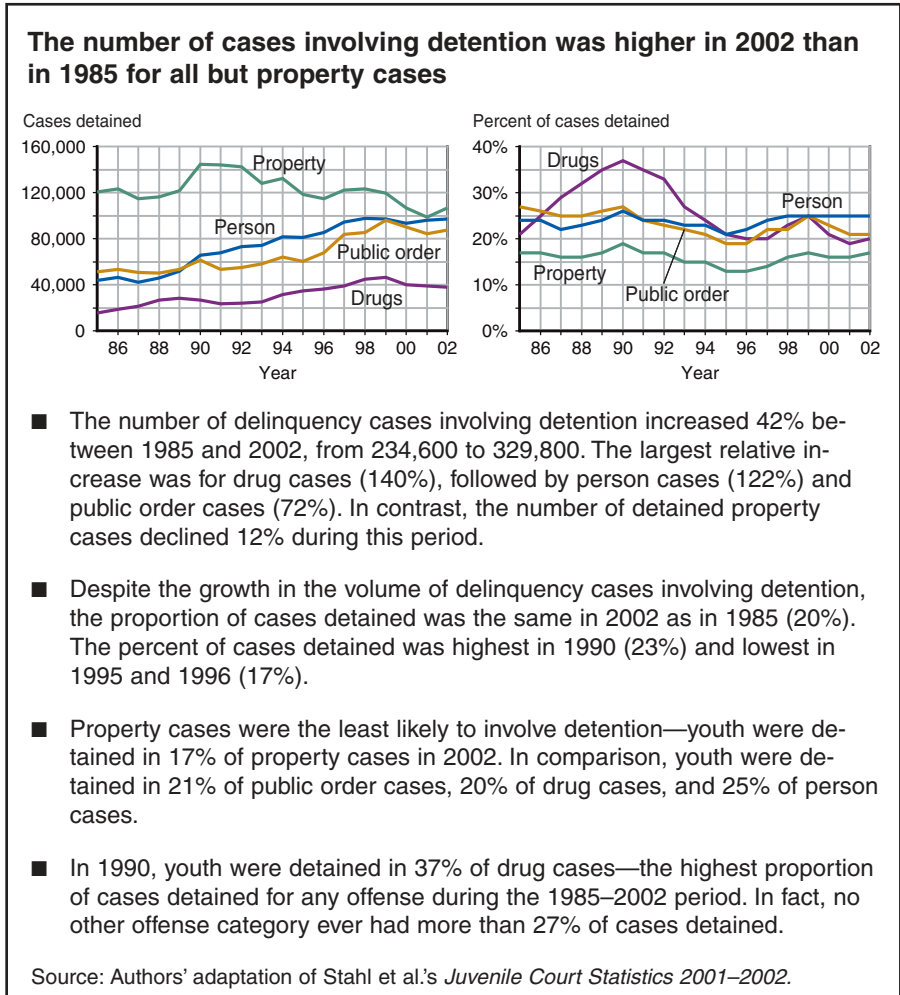 The number of cases involving detention was higher in 2002 than
in 1985 for all but property cases
Cases detained
160,000
120,000
80,000
40,000
0
Property
Person
Public order
Drugs
86 88 90 92 94 96 98 00 02
Year
Percent of cases detained
40%
30%
20%
10%
0%
Drugs
Person
Property
Public order
86 88 90 92 94 96 98 00 02
Year
■ The number of delinquency cases involving detention increased 42% be-
tween 1985 and 2002, from 234,600 to 329,800. The largest relative in-
crease was for drug cases (140%), followed by person cases (122%) and
public order cases (72%). In contrast, the number of detained property
cases declined 12% during this period.
■ Despite the growth in the volume of delinquency cases involving detention,
the proportion of cases detained was the same in 2002 as in 1985 (20%).
The percent of cases detained was highest in 1990 (23%) and lowest in
1995 and 1996 (17%).
■ Property cases were the least likely to involve detention—youth were de-
tained in 17% of property cases in 2002. In comparison, youth were de-
tained in 21% of public order cases, 20% of drug cases, and 25% of person
cases.
■ In 1990, youth were detained in 37% of drug cases—the highest proportion
of cases detained for any offense during the 1985–2002 period. In fact, no
other offense category ever had more than 27% of cases detained.
Source: Authors' adaptation of Stahl et al.'s Juvenile Court Statistics 2001–2002.